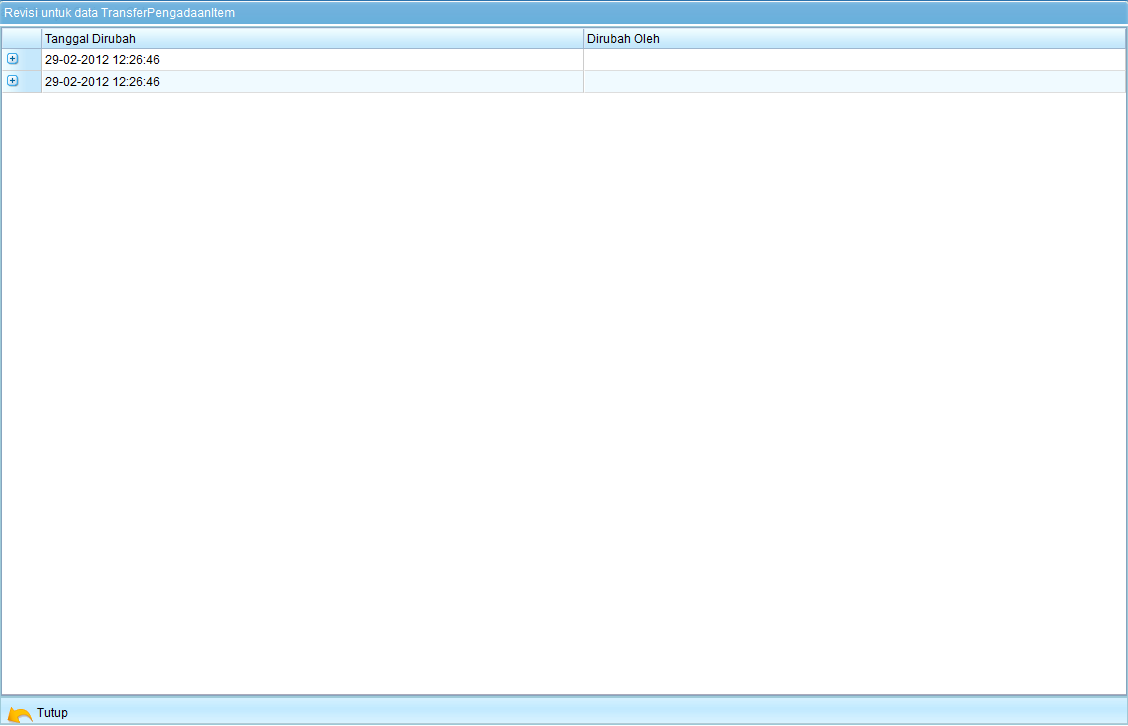 Revisi untuk data TransferPengadaanItem
Tanggal Dirubah Dirubah Oleh
29-02-2012 12:26:46
29-02-2012 12:26:46
Tutup